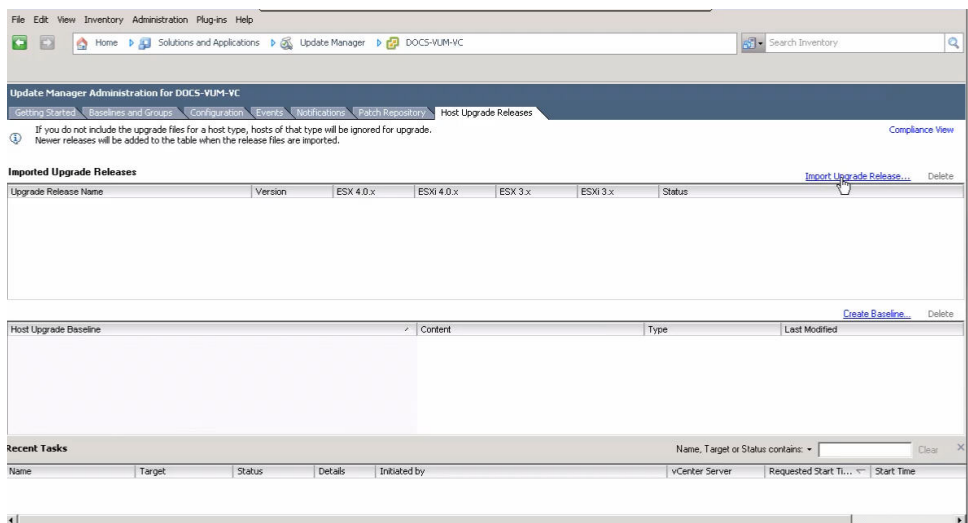 File Edit View Inventory Administration Plug-ins Help
Home Solutions and Applications Update Manager DOCS-VUM-VC Search Inventory
Update Manager Administration for DOCS-VUM-VC
Getting Started Baselines and Groups Configuration Events Notifications Patch Repository Host Upgrade Releases
If you do not include the upgrade files for a host type, hosts of that type will be ignored for upgrade. Compliance View
Newer releases will be added to the table when the release files are imported.
Imported Upgrade Releases Import Upgrade Release... Delete
Upgrade Release Name Version ESX 4.0.x ESXi 4.0.x ESX 3.x ESXi 3.x Status
Create Baseline... Delete
Host Upgrade Baseline Content Type Last Modified
Recent Tasks Name, Target or Status contains: Clear
Name Target Status Details Initiated by vCenter Server Requested Start Ti... Start Time